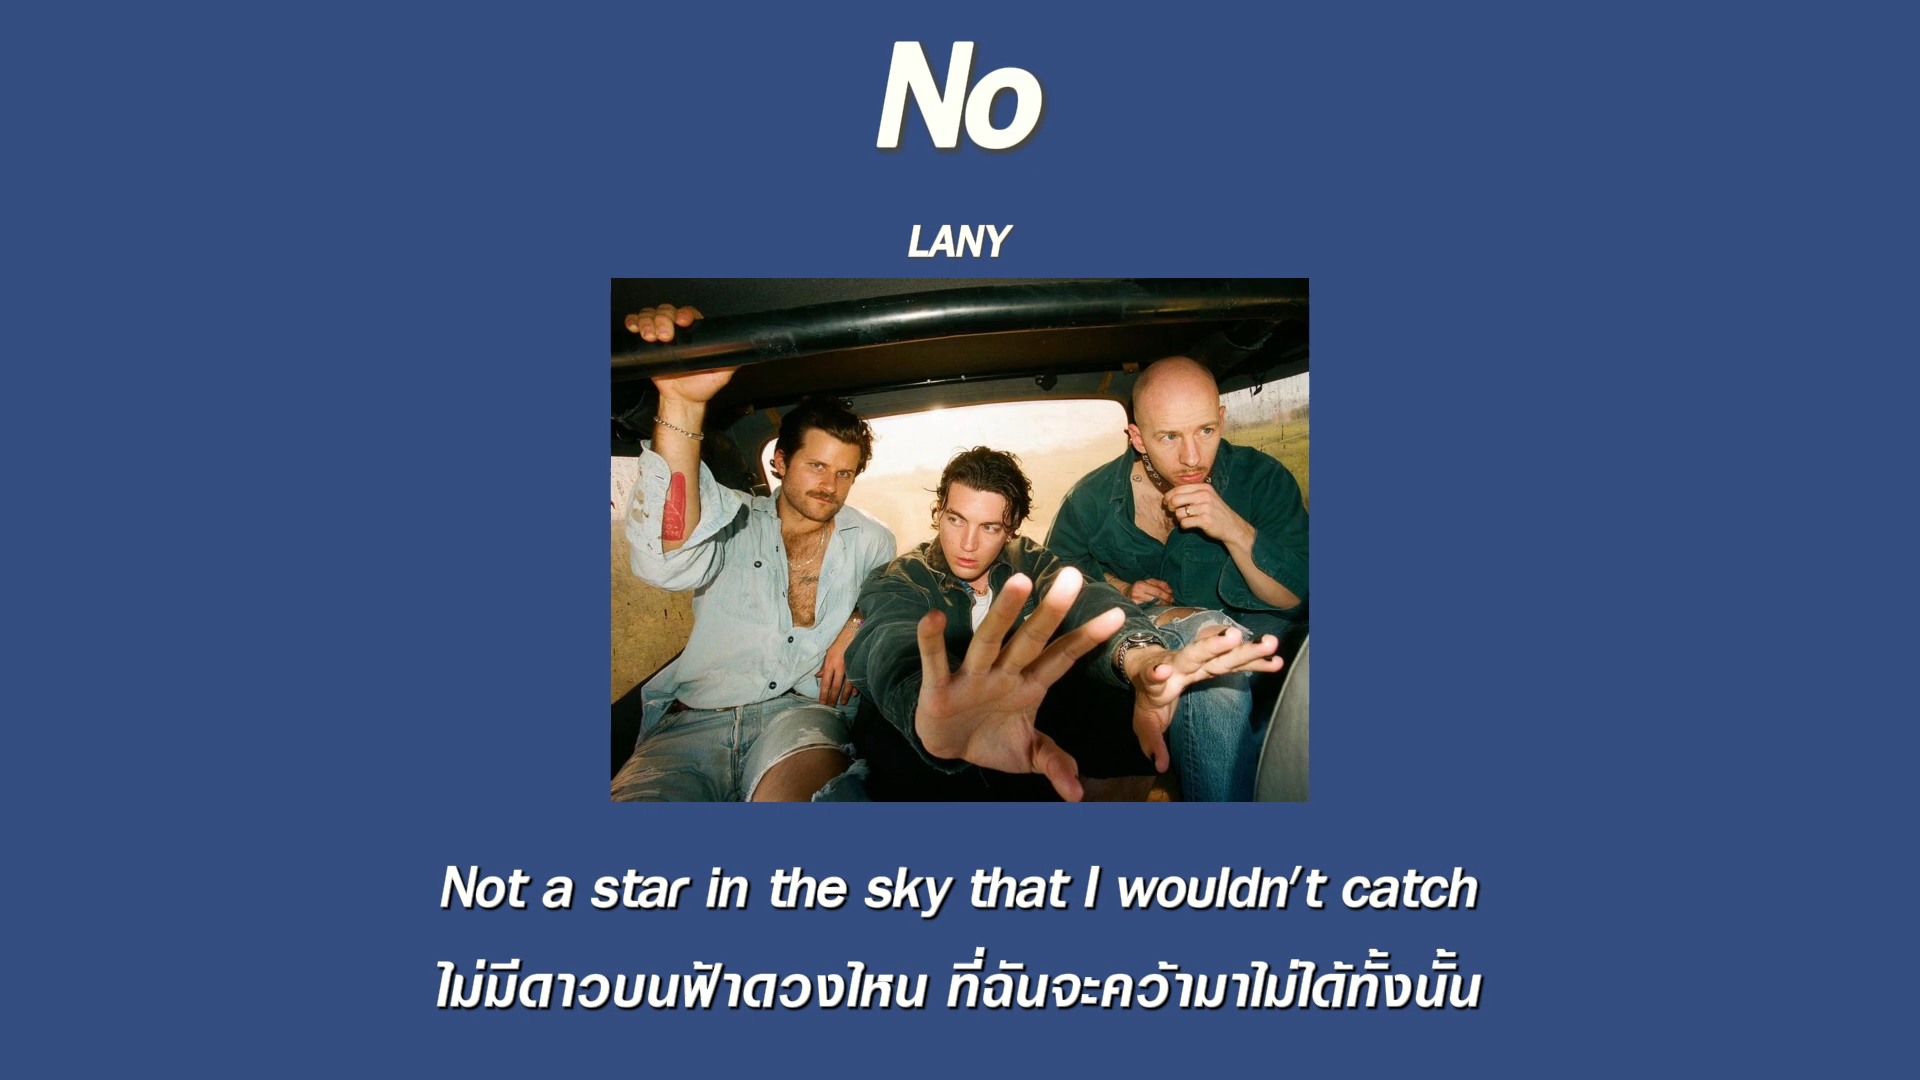 No
LANY
Not a star in the sky that I wouldn't catch
ไม่มีดาวบนฟ้าดวงไหน ที่ฉันจะคว้ามาไม่ได้ทั้งนั้น